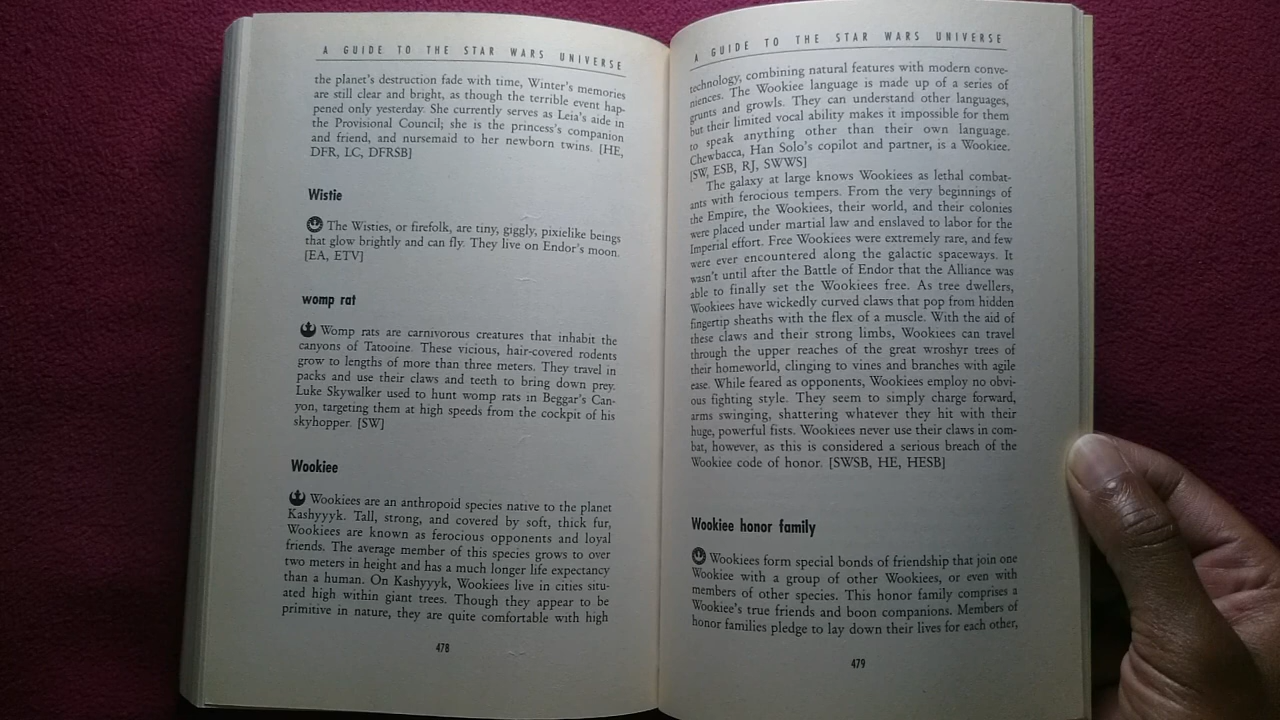 A GUIDE TO THE STAR WARS UNIVERSE
the planet's destruction fade with time, Winter's memories
are still clear and bright, as though the terrible event hap-
pened only yesterday. She currently serves as Leia's aide in
the Provisional Council; she is the princess's companion
and friend, and nursemaid to her newborn twins. [HE,
DFR, LC, DFRSB]
Wistie
The Wisties, or firefolk, are tiny, giggly, pixielike beings
that glow brightly and can fly. They live on Endor's moon.
[EA, ETV]
womp rat
Womp rats are carnivorous creatures that inhabit the
canyons of Tatooine. These vicious, hair-covered rodents
grow to lengths of more than three meters. They travel in
packs and use their claws and teeth to bring down prey.
Luke Skywalker used to hunt womp rats in Beggar's Can-
yon, targeting them at high speeds from the cockpit of his
skyhopper. [SW]
Wookiee
Wookiees are an anthropoid species native to the planet
Kashyyyk. Tall, strong, and covered by soft, thick fur,
Wookiees are known as ferocious opponents and loyal
friends. The average member of this species grows to over
two meters in height and has a much longer life expectancy
than a human. On Kashyyyk, Wookiees live in cities situ-
ated high within giant trees. Though they appear to be
primitive in nature, they are quite comfortable with high
478
A GUIDE TO THE STAR WARS UNIVERSE
technology, combining natural features with modern conve-
niences. The Wookiee language is made up of a series of
grunts and growls. They can understand other languages,
but their limited vocal ability makes it impossible for them
to speak anything other than their own language.
Chewbacca, Han Solo's copilot and partner, is a Wookiee.
[SW, ESB, RJ, SWWS]
The galaxy at large knows Wookiees as lethal combat-
ants with ferocious tempers. From the very beginnings of
the Empire, the Wookiees, their world, and their colonies
were placed under martial law and enslaved to labor for the
Imperial effort. Free Wookiees were extremely rare, and few
were ever encountered along the galactic spaceways. It
wasn't until after the Battle of Endor that the Alliance was
able to finally set the Wookiees free. As tree dwellers,
Wookiees have wickedly curved claws that pop from hidden
fingertip sheaths with the flex of a muscle. With the aid of
these claws and their strong limbs, Wookiees can travel
through the upper reaches of the great wroshyr trees of
their homeworld, clinging to vines and branches with agile
ease. While feared as opponents, Wookiees employ no obvi-
ous fighting style. They seem to simply charge forward,
arms swinging, shattering whatever they hit with their
huge, powerful fists. Wookiees never use their claws in com-
bat, however, as this is considered a serious breach of the
Wookiee code of honor. [SWSB, HE, HESB]
Wookiee honor family
Wookiees form special bonds of friendship that join one
Wookiee with a group of other Wookiees, or even with
members of other species. This honor family comprises a
Wookiee's true friends and boon companions. Members of
honor families pledge to lay down their lives for each other,
479